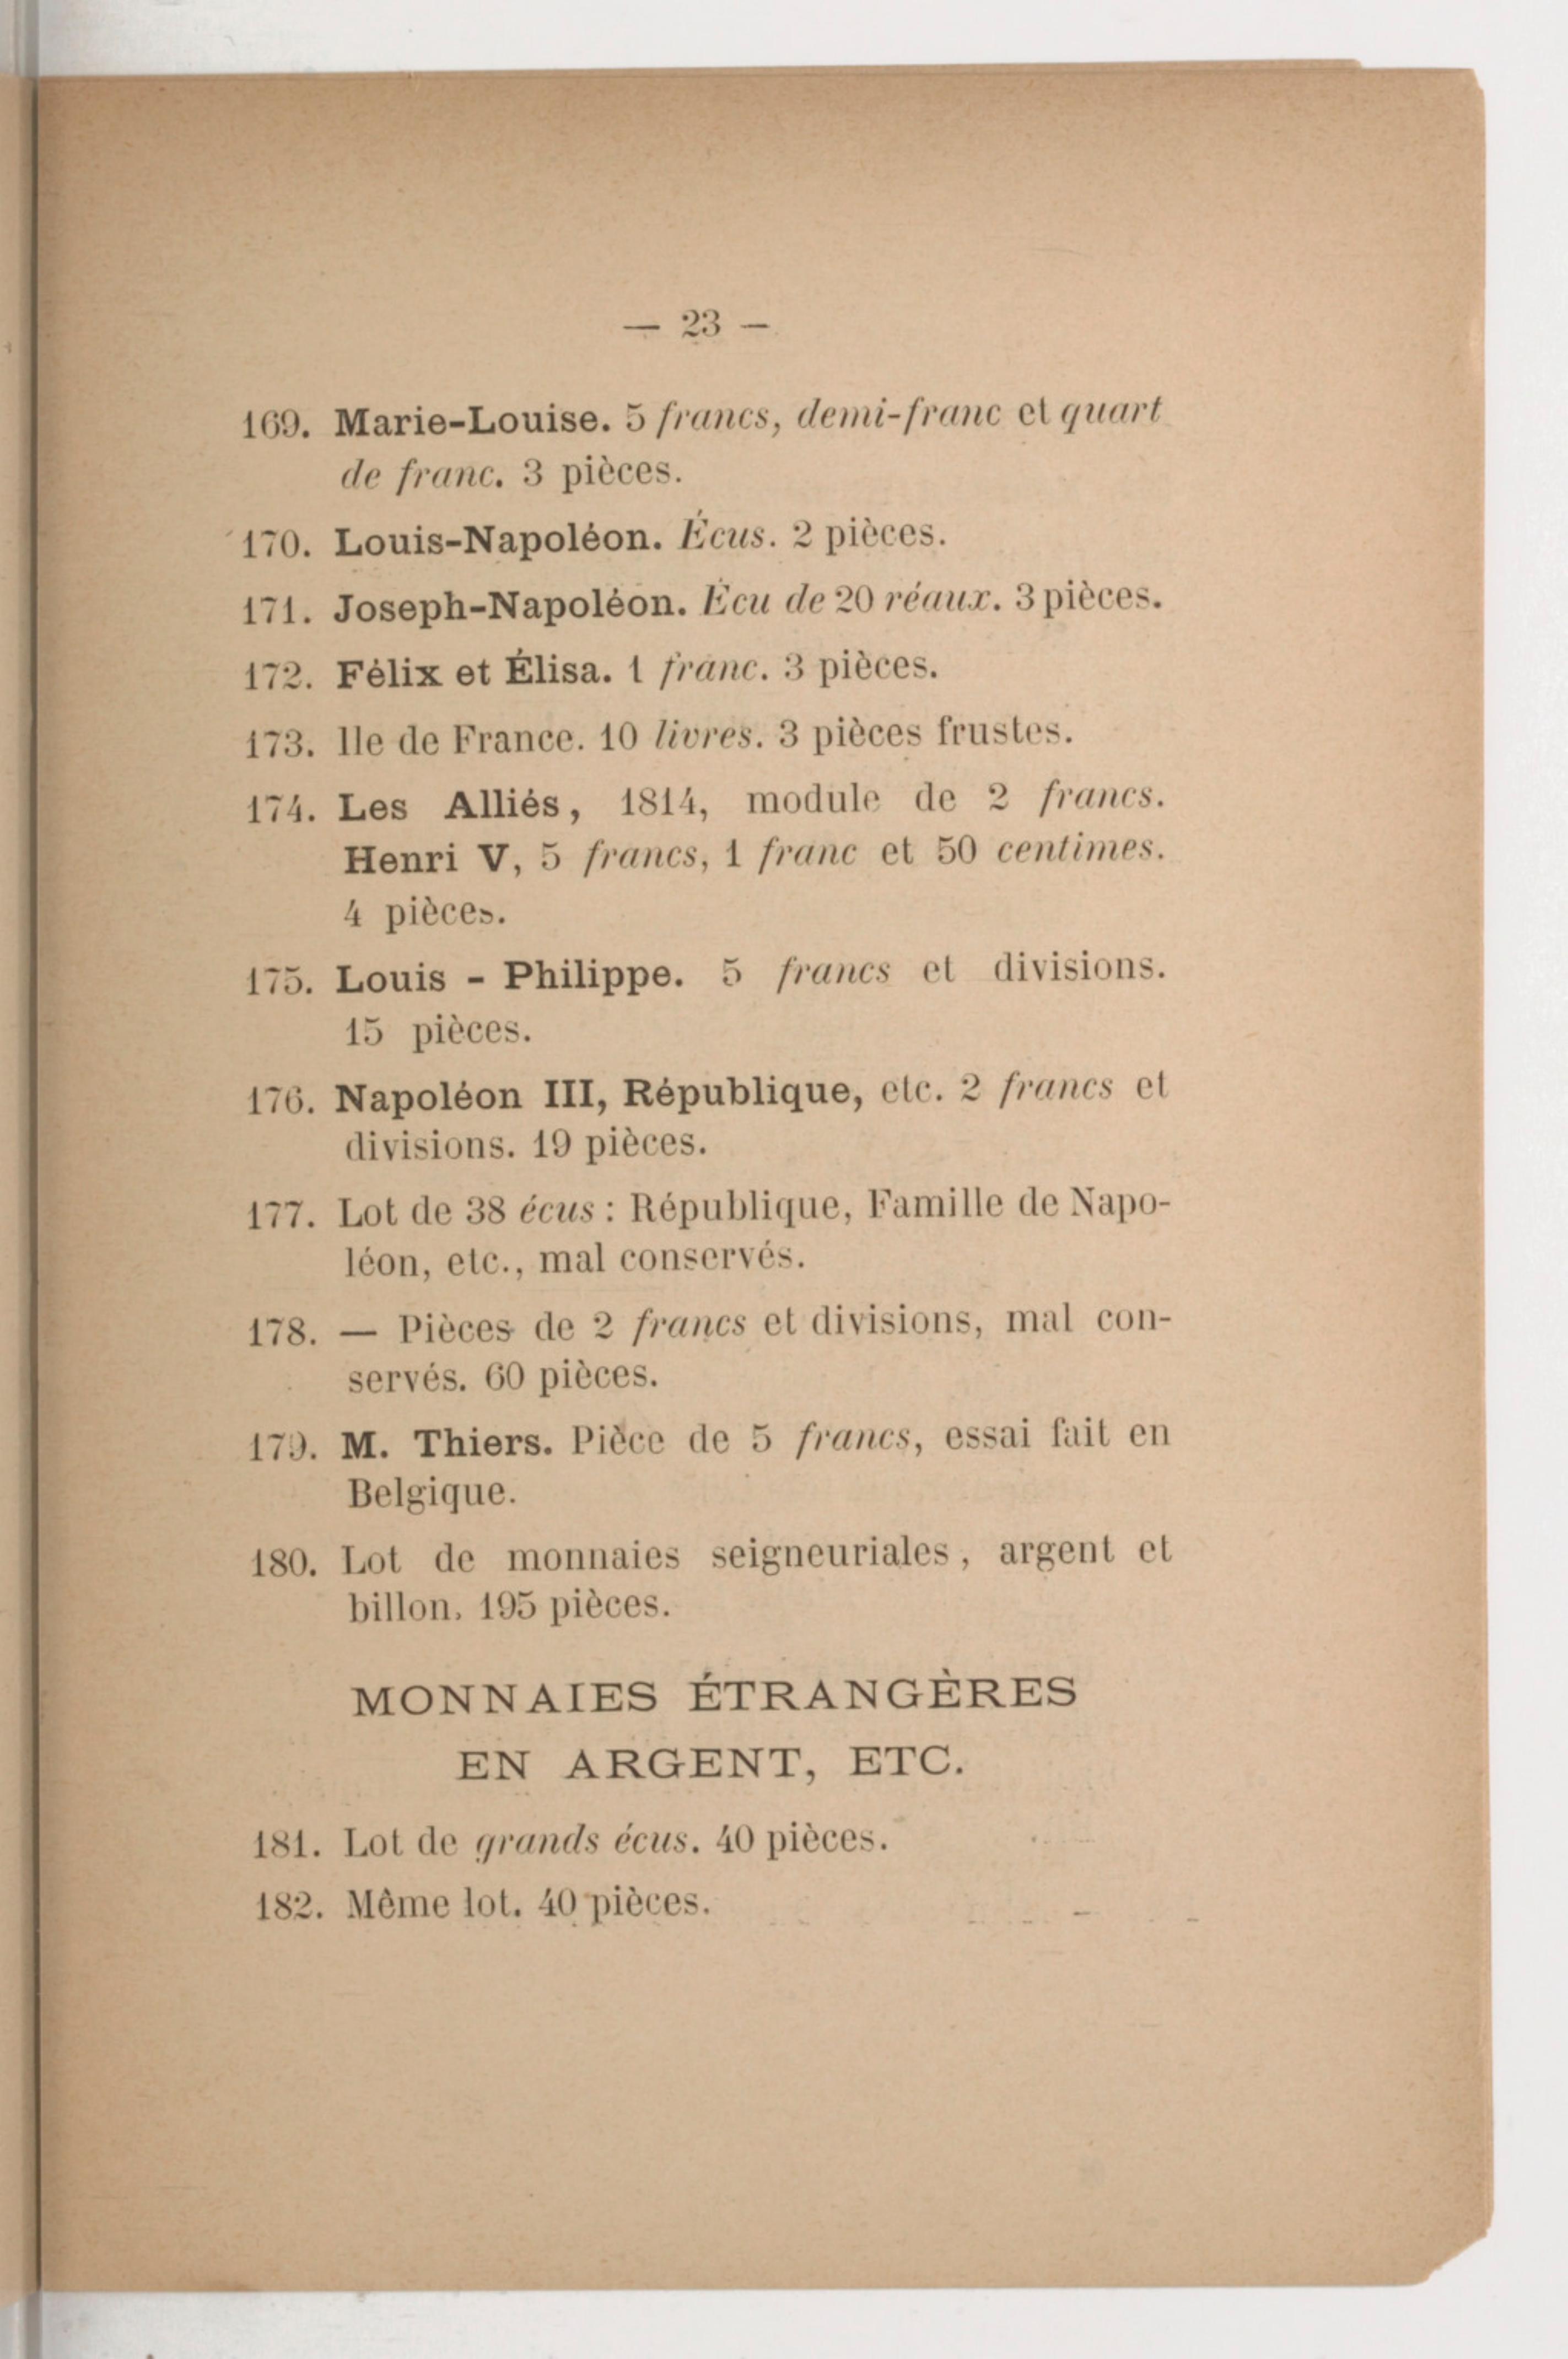 — 23 —
169. Marie-Louise. 5 francs, demi-franc et quart
de franc. 3 pièces.
170. Louis-Napoléon. Écus. 2 pièces.
171. Joseph-Napoléon. Écu de 20 réaux. 3 pièces.
172. Félix et Élisa. 1 franc. 3 pièces.
173. Ile de France. 10 livres. 3 pièces frustes.
174. Les Alliés, 1814, module de 2 francs.
Henri V, 5 francs, 1 franc et 50 centimes.
4 pièces.
175. Louis - Philippe. 5 francs et divisions.
15 pièces.
176. Napoléon III, République, etc. 2 francs et
divisions. 19 pièces.
177. Lot de 38 écus : République, Famille de Napo-
léon, etc., mal conservés.
178. — Pièces de 2 francs et divisions, mal con-
servés. 60 pièces.
179. M. Thiers. Pièce de 5 francs, essai fait en
Belgique.
180. Lot de monnaies seigneuriales, argent et
billon. 195 pièces.
MONNAIES ÉTRANGÈRES
EN ARGENT, ETC.
181. Lot de grands écus. 40 pièces.
182. Même lot. 40 pièces.